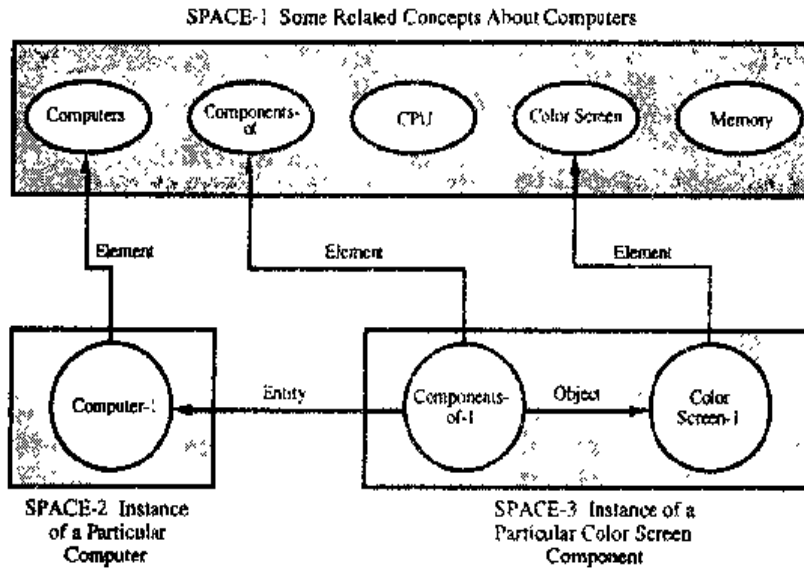 SPACE-1 Some Related Concepts About Computers
Computers
Components-
of
CPU
Color Screen
Memory
Element
Element
Element
Computer-1
Entity
Components-
of-1
Object
Color
Screen-1
SPACE-2 Instance
of a Particular
Computer
SPACE-3 Instance of a
Particular Color Screen
Component